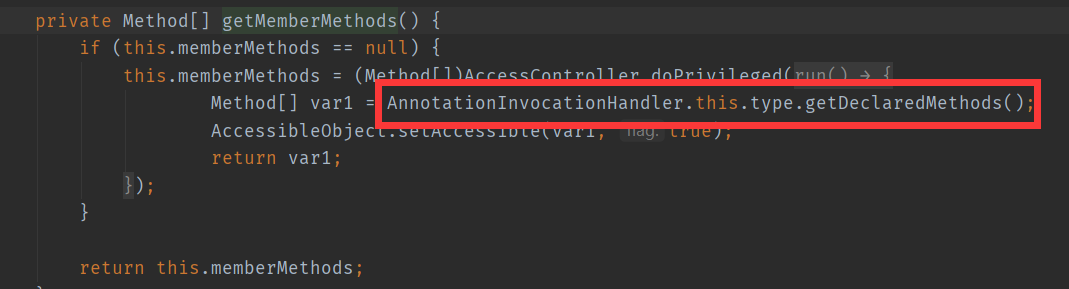 private Method[] getMemberMethods() {
if (this.memberMethods == null) {
this.memberMethods = (Method[])AccessController.doPrivileged(run() → {
Method[] var1 = AnnotationInvocationHandler.this.type.getDeclaredMethods();
AccessibleObject.setAccessible(var1, flag: true);
return var1;
});
}
return this.memberMethods;